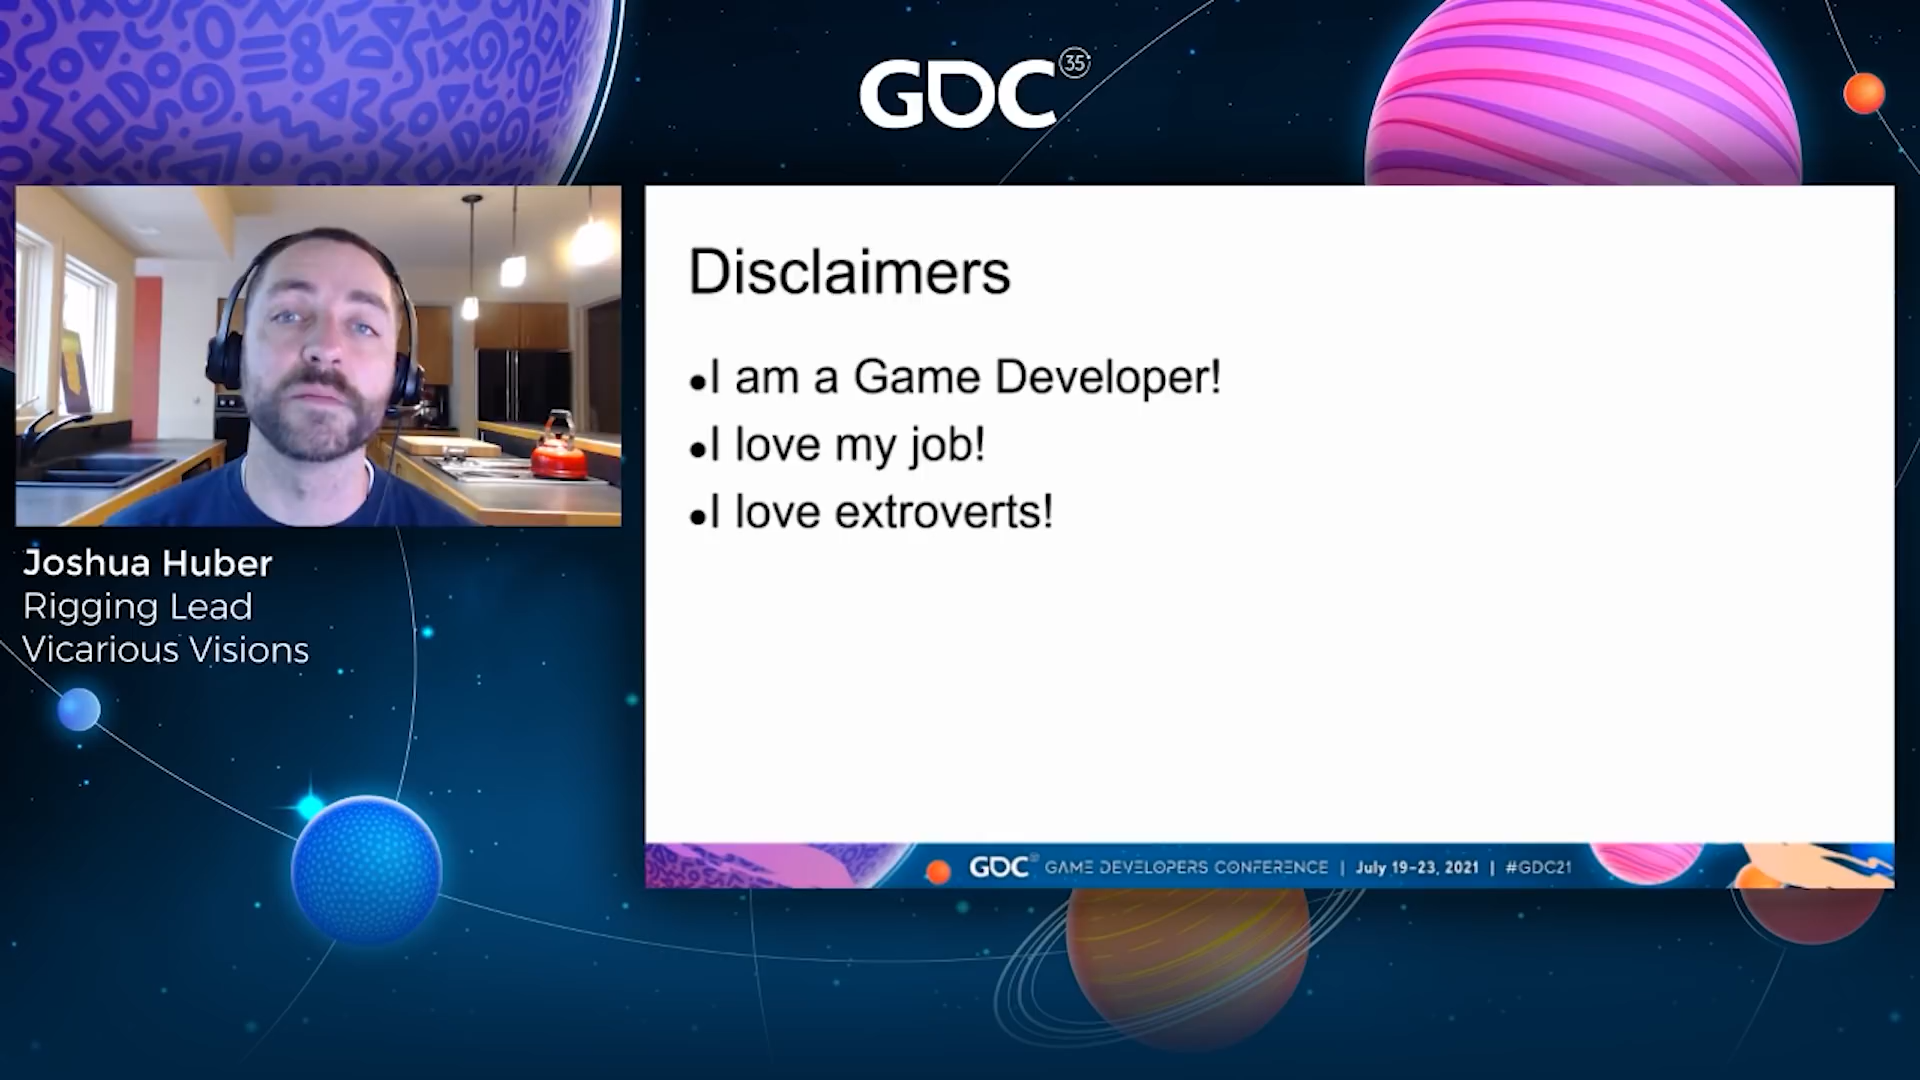 GDC 35
Disclaimers
•I am a Game Developer!
•I love my job!
•I love extroverts!
Joshua Huber
Rigging Lead
Vicarious Visions
GDC GAME DEVELOPERS CONFERENCE | July 19-23, 2021 | #GDC21